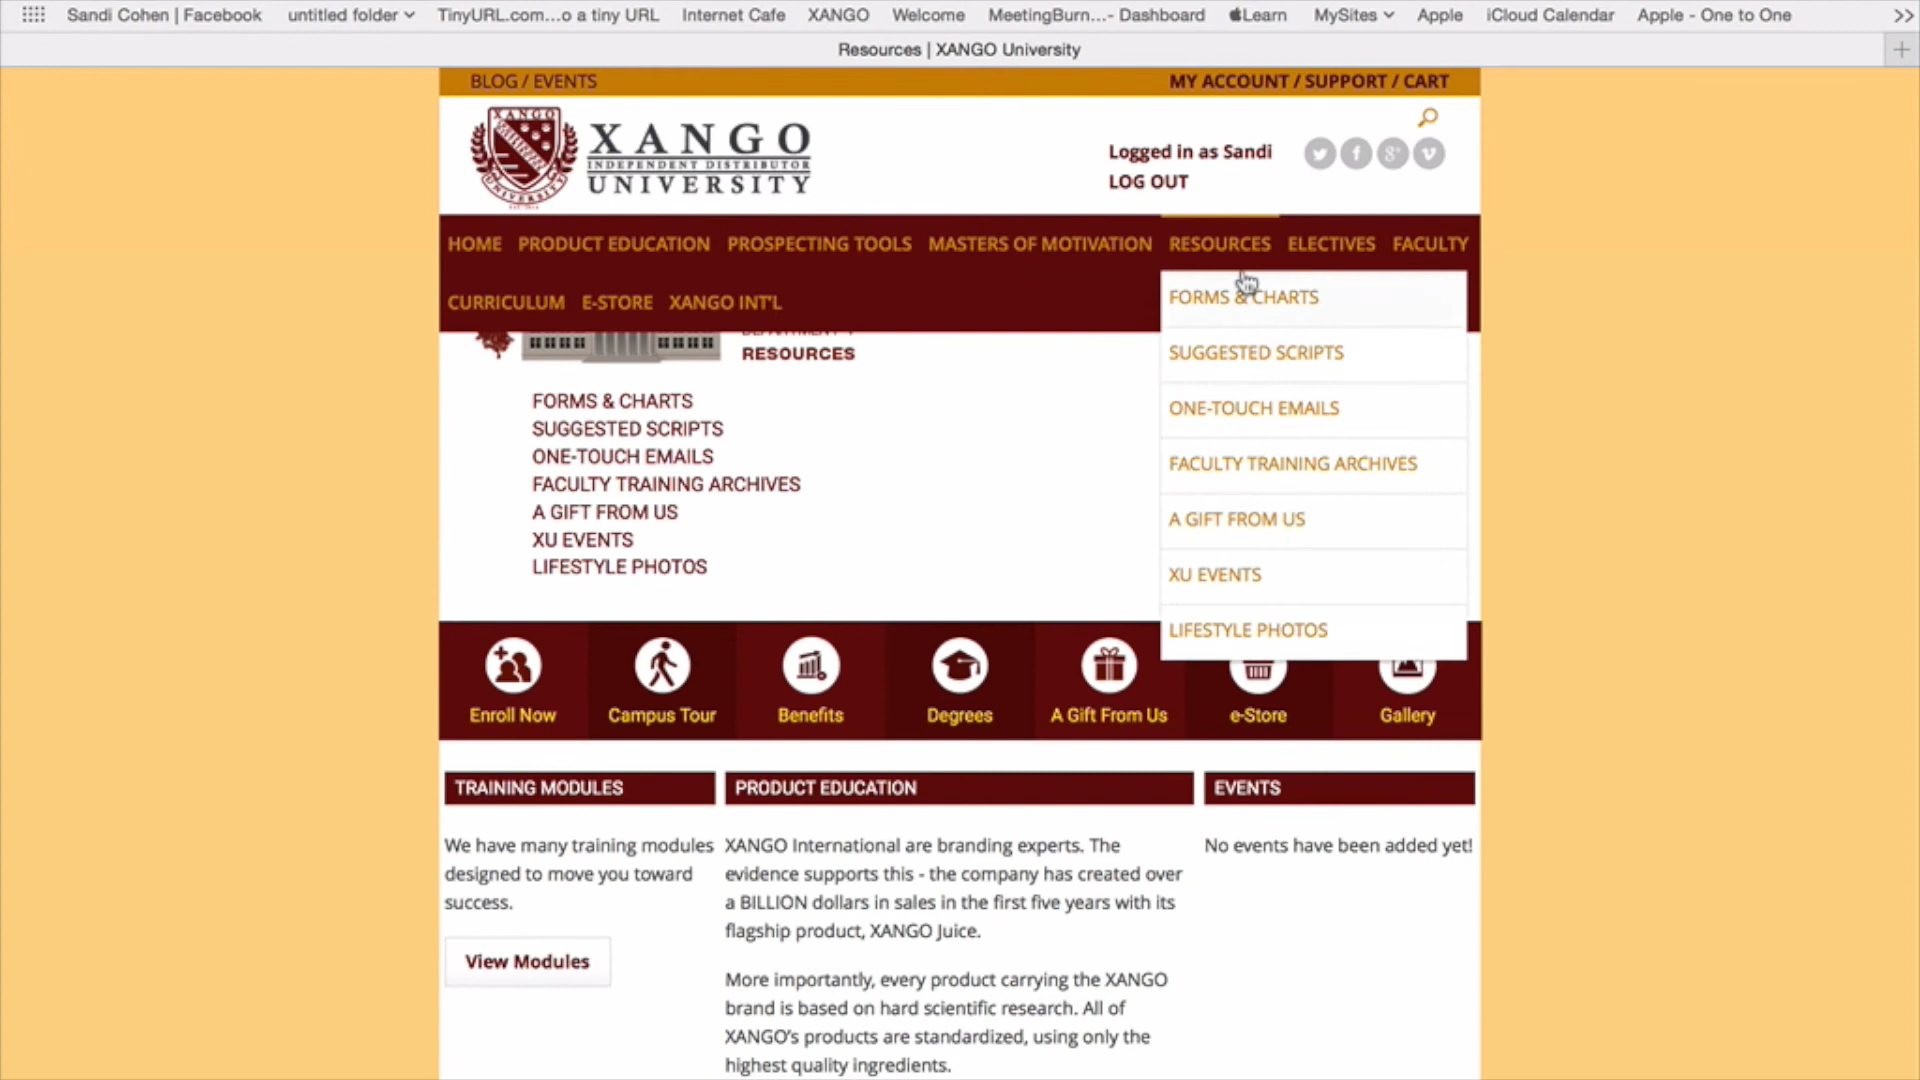 Sandi Cohen | Facebook untitled folder TinyURL.com...o a tiny URL Internet Cafe XANGO Welcome MeetingBurn...- Dashboard Learn MySites Apple iCloud Calendar Apple - One to One
Resources | XANGO University
BLOG / EVENTS
MY ACCOUNT / SUPPORT / CART
XANGO
UNIVERSITY
XANGO
INDEPENDENT DISTRIBUTOR
UNIVERSITY
Logged in as Sandi
LOG OUT
HOME PRODUCT EDUCATION PROSPECTING TOOLS MASTERS OF MOTIVATION RESOURCES ELECTIVES FACULTY
CURRICULUM E-STORE XANGO INT'L
FORMS & CHARTS
SUGGESTED SCRIPTS
ONE-TOUCH EMAILS
FACULTY TRAINING ARCHIVES
A GIFT FROM US
XU EVENTS
LIFESTYLE PHOTOS
RESOURCES
FORMS & CHARTS
SUGGESTED SCRIPTS
ONE-TOUCH EMAILS
FACULTY TRAINING ARCHIVES
A GIFT FROM US
XU EVENTS
LIFESTYLE PHOTOS
Enroll Now Campus Tour Benefits Degrees A Gift From Us e-Store Gallery
TRAINING MODULES
We have many training modules
designed to move you toward
success.
View Modules
PRODUCT EDUCATION
XANGO International are branding experts. The
evidence supports this - the company has created over
a BILLION dollars in sales in the first five years with its
flagship product, XANGO Juice.
More importantly, every product carrying the XANGO
brand is based on hard scientific research. All of
XANGO's products are standardized, using only the
highest quality ingredients.
EVENTS
No events have been added yet!